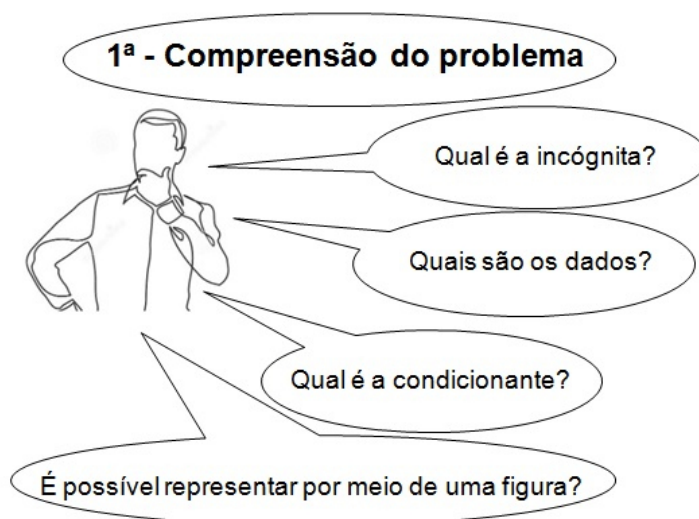 1ª - Compreensão do problema
Qual é a incógnita?
Quais são os dados?
Qual é a condicionante?
É possível representar por meio de uma figura?